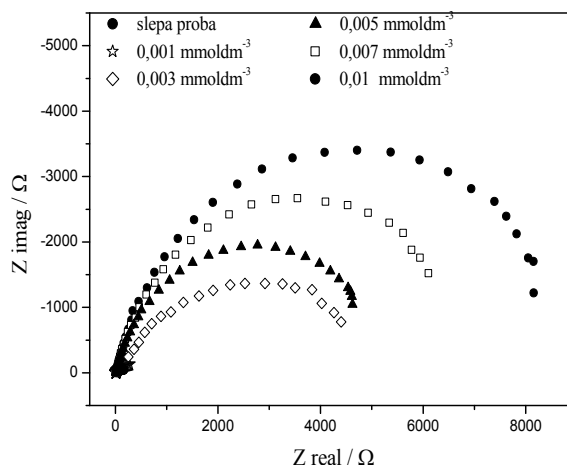 slepa proba
0,001 mmoldm-3
0,003 mmoldm-3
0,005 mmoldm-3
0,007 mmoldm-3
0,01 mmoldm-3
-5000
-4000
-3000
-2000
-1000
0
Z imag / Ω
0 2000 4000 6000 8000
Z real / Ω